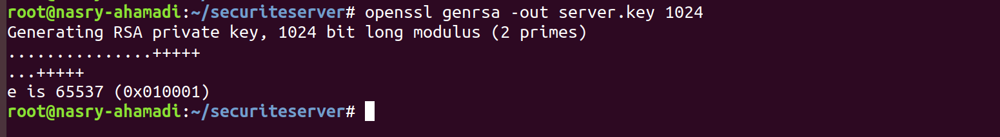 root@nasry-ahamadi:~/securiteserver# openssl genrsa -out server.key 1024
Generating RSA private key, 1024 bit long modulus (2 primes)
...............+++++
...+++++
e is 65537 (0x010001)
root@nasry-ahamadi:~/securiteserver#